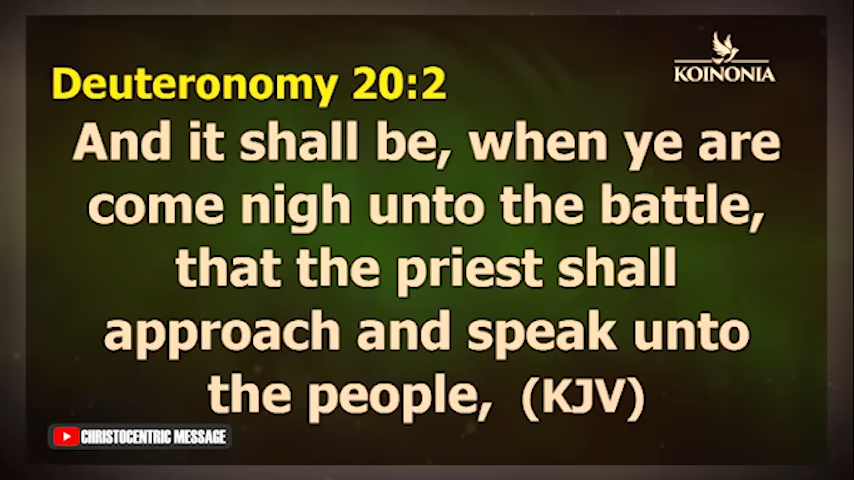 KOINONIA
Deuteronomy 20:2
And it shall be, when ye are
come nigh unto the battle,
that the priest shall
approach and speak unto
the people, (KJV)
CHRISTOCENTRIC MESSAGE